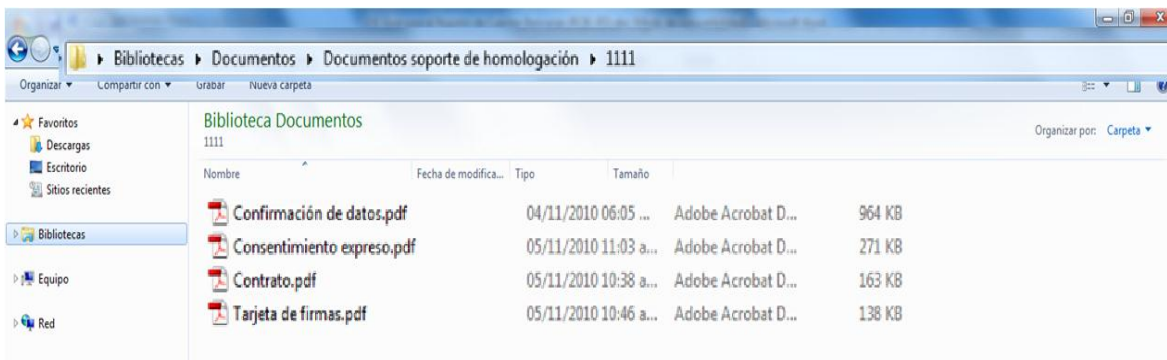 Bibliotecas ▸ Documentos ▸ Documentos soporte de homologación ▸ 1111
Organizar Compartir con Grabar Nueva carpeta
Favoritos
Descargas
Escritorio
Sitios recientes
Bibliotecas
Equipo
Red
Biblioteca Documentos
1111
Organizar por: Carpeta
Nombre Fecha de modifica... Tipo Tamaño
Confirmación de datos.pdf 04/11/2010 06:05 ... Adobe Acrobat D... 964 KB
Consentimiento expreso.pdf 05/11/2010 11:03 a... Adobe Acrobat D... 271 KB
Contrato.pdf 05/11/2010 10:38 a... Adobe Acrobat D... 163 KB
Tarjeta de firmas.pdf 05/11/2010 10:46 a... Adobe Acrobat D... 138 KB